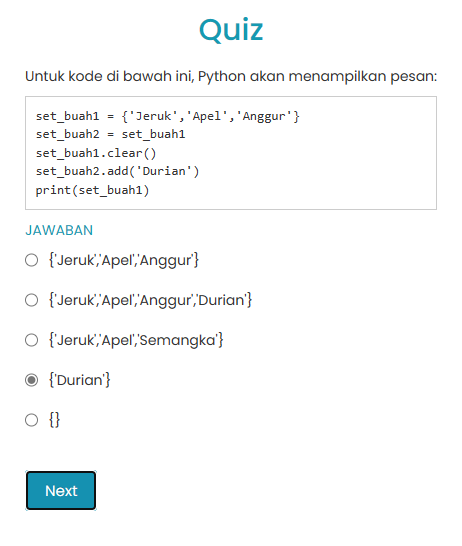 Quiz
Untuk kode di bawah ini, Python akan menampilkan pesan:
set_buah1 = {'Jeruk','Apel','Anggur'}
set_buah2 = set_buah1
set_buah1.clear()
set_buah2.add('Durian')
print(set_buah1)
JAWABAN
{'Jeruk','Apel','Anggur'}
{'Jeruk','Apel','Anggur','Durian'}
{'Jeruk','Apel','Semangka'}
{'Durian'}
{}
Next